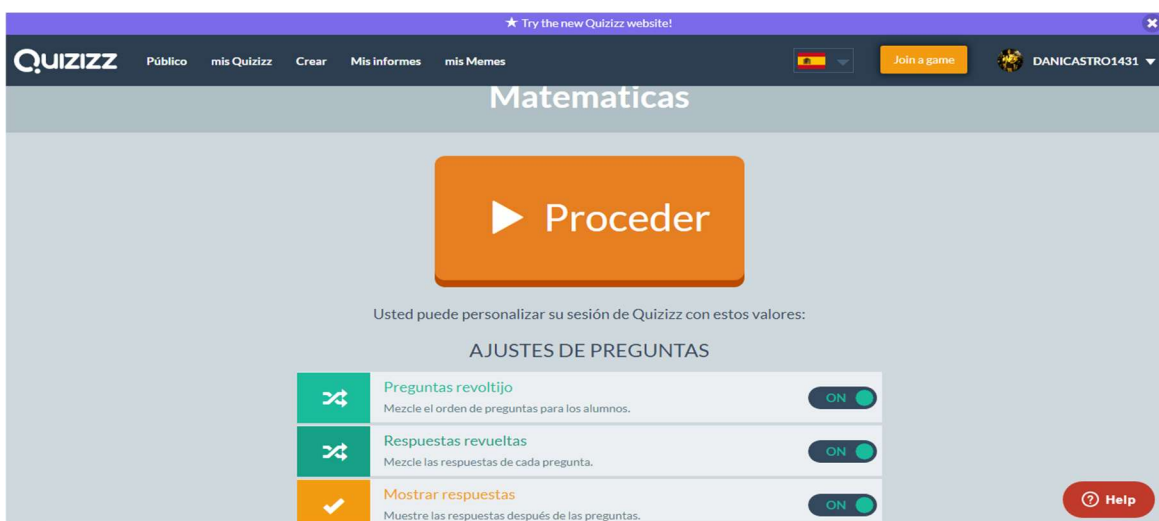 ★ Try the new Quizizz website!
QUIZIZZ Público mis Quizizz Crear Mis informes mis Memes Join a game DANICASTRO1431
Matematicas
Proceder
Usted puede personalizar su sesión de Quizizz con estos valores:
AJUSTES DE PREGUNTAS
Preguntas revoltijo
Mezcle el orden de preguntas para los alumnos.
ON
Respuestas revueltas
Mezcle las respuestas de cada pregunta.
ON
Mostrar respuestas
Muestre las respuestas después de las preguntas.
ON
Help